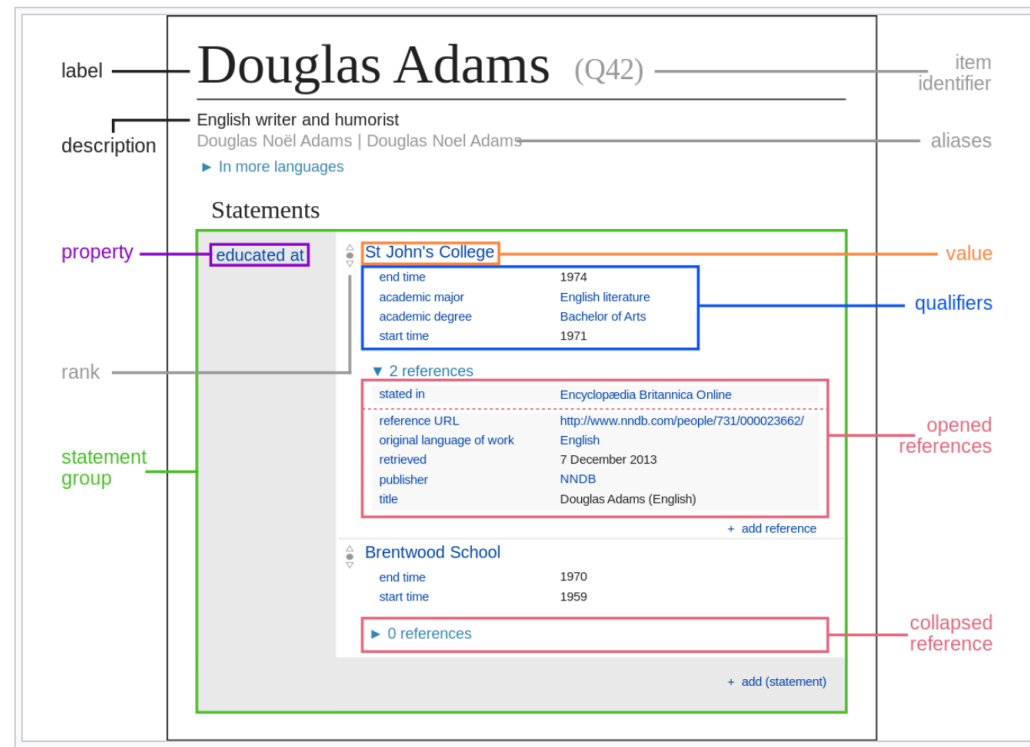 label
Douglas Adams (Q42)
item
identifier
description
English writer and humorist
Douglas Noël Adams | Douglas Noel Adams
aliases
► In more languages
Statements
property
educated at
St John's College
value
end time 1974
academic major English literature
academic degree Bachelor of Arts
start time 1971
qualifiers
rank
▼ 2 references
stated in Encyclopædia Britannica Online
reference URL http://www.nndb.com/people/731/000023662/
original language of work English
retrieved 7 December 2013
publisher NNDB
title Douglas Adams (English)
opened
references
statement
group
+ add reference
Brentwood School
end time 1970
start time 1959
► 0 references
collapsed
reference
+ add (statement)